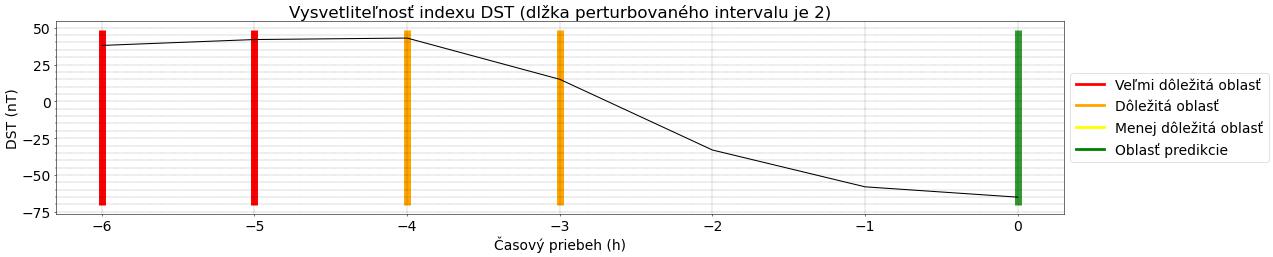 Vysvetliteľnosť indexu DST (dĺžka perturbovaného intervalu je 2)
50
25
0
−25
−50
−75
DST (nT)
−6 −5 −4 −3 −2 −1 0
Časový priebeh (h)
Veľmi dôležitá oblasť
Dôležitá oblasť
Menej dôležitá oblasť
Oblasť predikcie